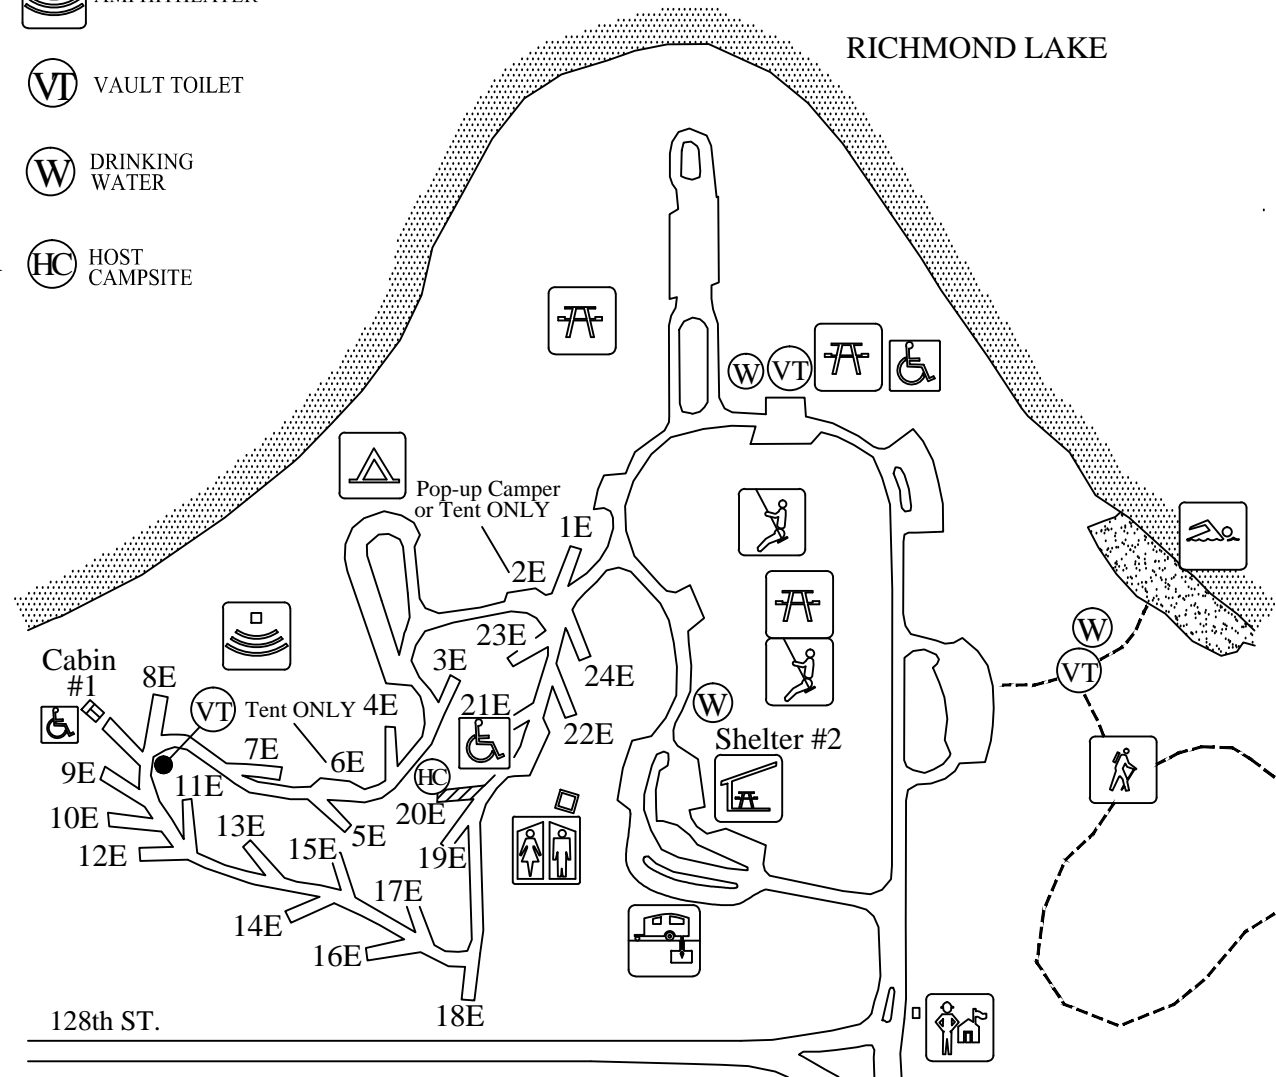 AMPHITHEATER
RICHMOND LAKE
VT VAULT TOILET
W DRINKING
WATER
HC HOST
CAMPSITE
W VT
Pop-up Camper
or Tent ONLY
1E
2E
23E
24E
3E
Cabin
#1
8E
VT
Tent ONLY
4E
21E
22E
W
W
VT
Shelter #2
7E
6E
HC
9E
11E
20E
10E
13E
5E
12E
15E
19E
17E
14E
16E
18E
128th ST.